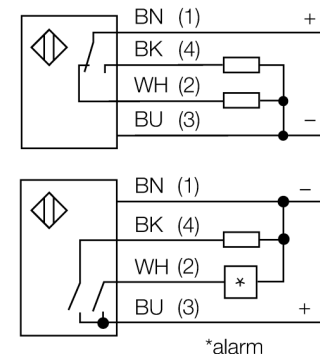 BN (1) +
BK (4)
WH (2)
BU (3) −
BN (1) −
BK (4)
WH (2)
*
BU (3) +
*alarm